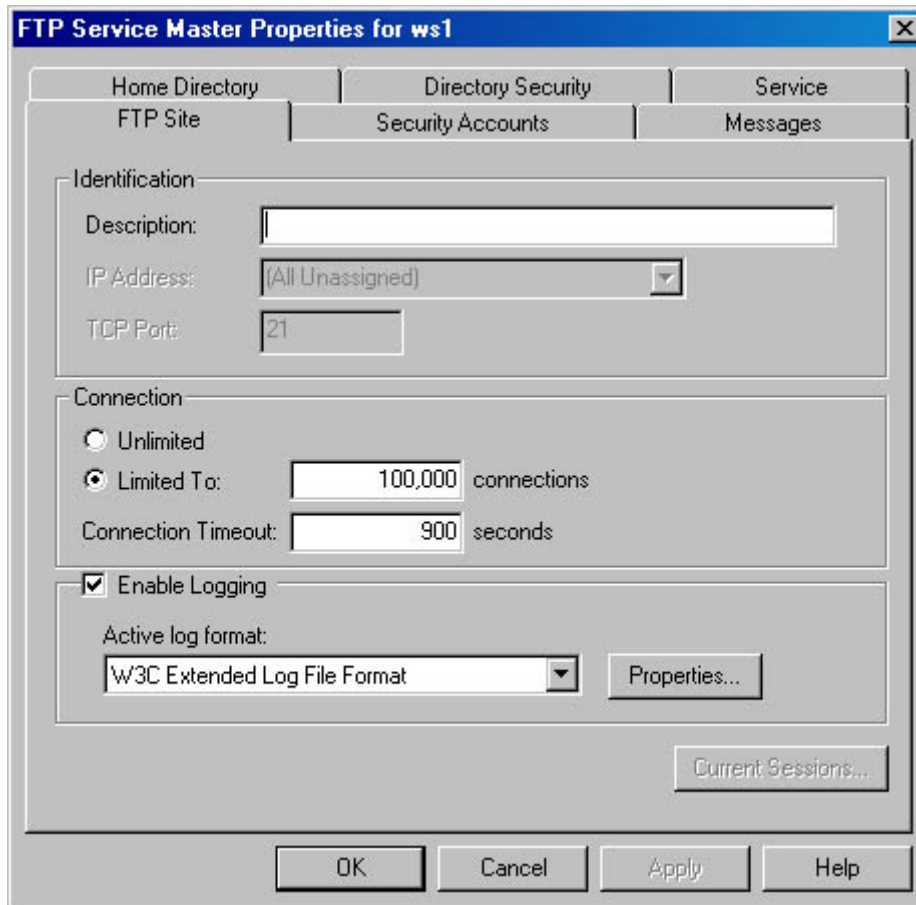 FTP Service Master Properties for ws1
Home Directory Directory Security Service
FTP Site Security Accounts Messages
Identification
Description:
IP Address: (All Unassigned)
TCP Port: 21
Connection
Unlimited
Limited To: 100,000 connections
Connection Timeout: 900 seconds
Enable Logging
Active log format:
W3C Extended Log File Format Properties...
Current Sessions...
OK Cancel Apply Help